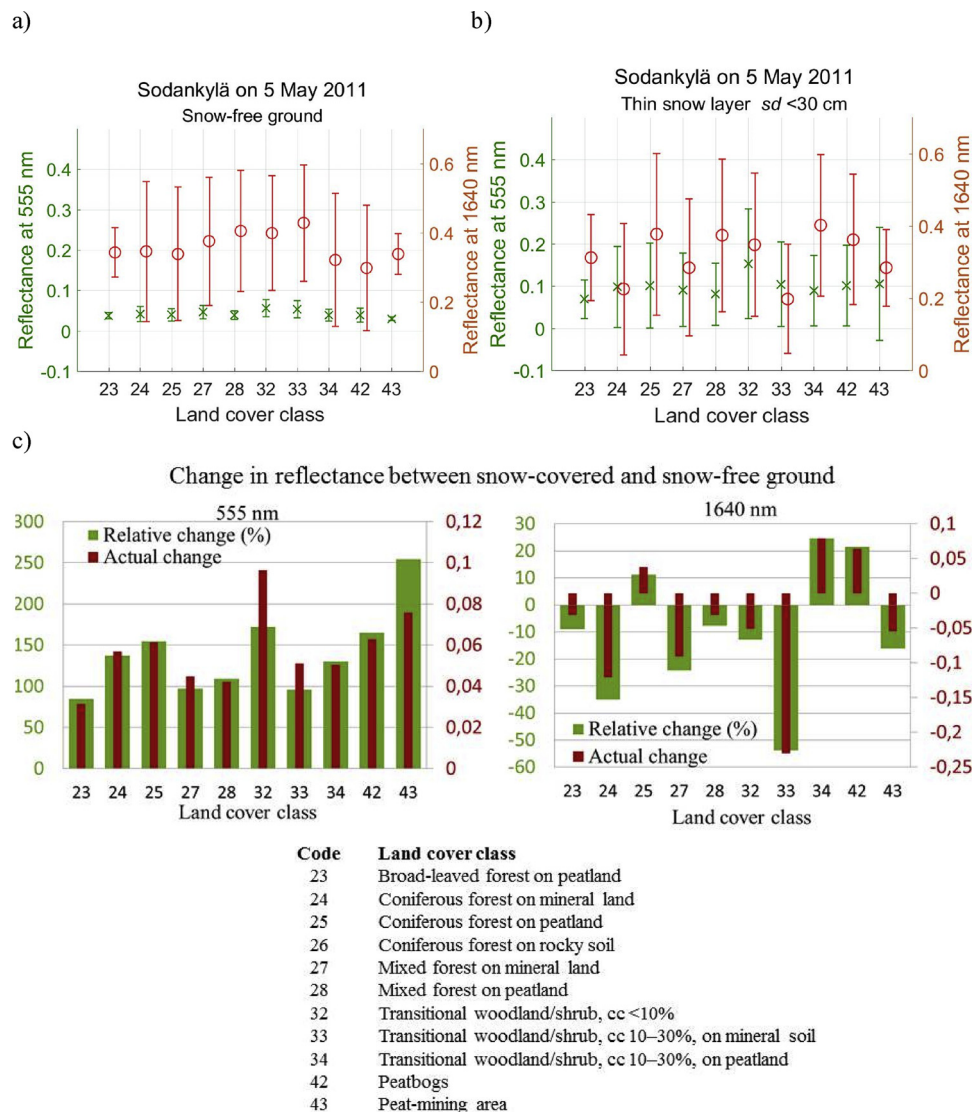 a)
b)
Sodankylä on 5 May 2011
Snow-free ground
Reflectance at 555 nm
0.4
0.3
0.2
0.1
0
-0.1
Reflectance at 1640 nm
0.6
0.4
0.2
0
23 24 25 27 28 32 33 34 42 43
Land cover class
Sodankylä on 5 May 2011
Thin snow layer sd <30 cm
Reflectance at 555 nm
0.4
0.3
0.2
0.1
0
-0.1
Reflectance at 1640 nm
0.6
0.4
0.2
0
23 24 25 27 28 32 33 34 42 43
Land cover class
c)
Change in reflectance between snow-covered and snow-free ground
555 nm
Relative change (%)
Actual change
300
250
200
150
100
50
0
0,12
0,1
0,08
0,06
0,04
0,02
0
23 24 25 27 28 32 33 34 42 43
Land cover class
1640 nm
30
20
10
0
-10
-20
-30
-40
-50
-60
0,1
0,05
0
-0,05
-0,1
-0,15
-0,2
-0,25
Relative change (%)
Actual change
23 24 25 27 28 32 33 34 42 43
Land cover class
Code Land cover class
23 Broad-leaved forest on peatland
24 Coniferous forest on mineral land
25 Coniferous forest on peatland
26 Coniferous forest on rocky soil
27 Mixed forest on mineral land
28 Mixed forest on peatland
32 Transitional woodland/shrub, cc <10%
33 Transitional woodland/shrub, cc 10–30%, on mineral soil
34 Transitional woodland/shrub, cc 10–30%, on peatland
42 Peatbogs
43 Peat-mining area